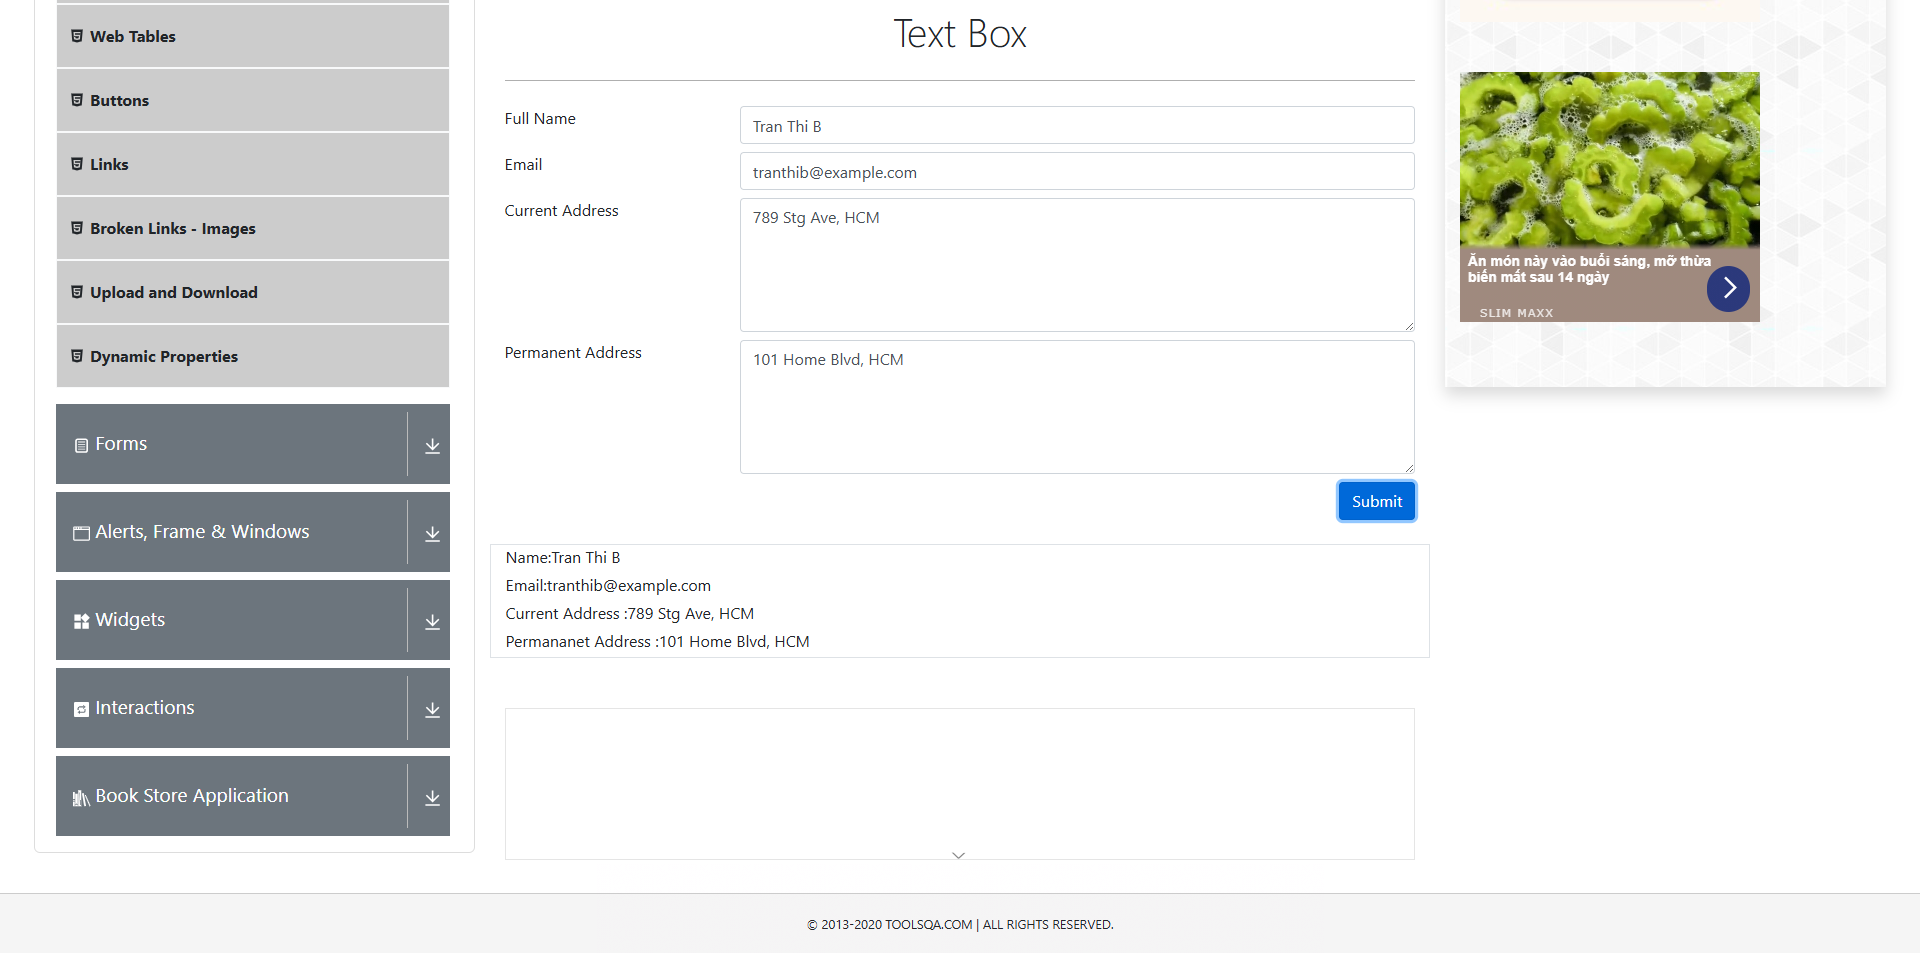 Web Tables
Buttons
Links
Broken Links - Images
Upload and Download
Dynamic Properties
Forms
Alerts, Frame & Windows
Widgets
Interactions
Book Store Application
Text Box
Full Name
Tran Thi B
Email
tranthib@example.com
Current Address
789 Stg Ave, HCM
Permanent Address
101 Home Blvd, HCM
Submit
Name:Tran Thi B
Email:tranthib@example.com
Current Address :789 Stg Ave, HCM
Permananet Address :101 Home Blvd, HCM
Ăn món này vào buổi sáng, mỡ thừa
biến mất sau 14 ngày
SLIM MAXX
© 2013-2020 TOOLSQA.COM | ALL RIGHTS RESERVED.